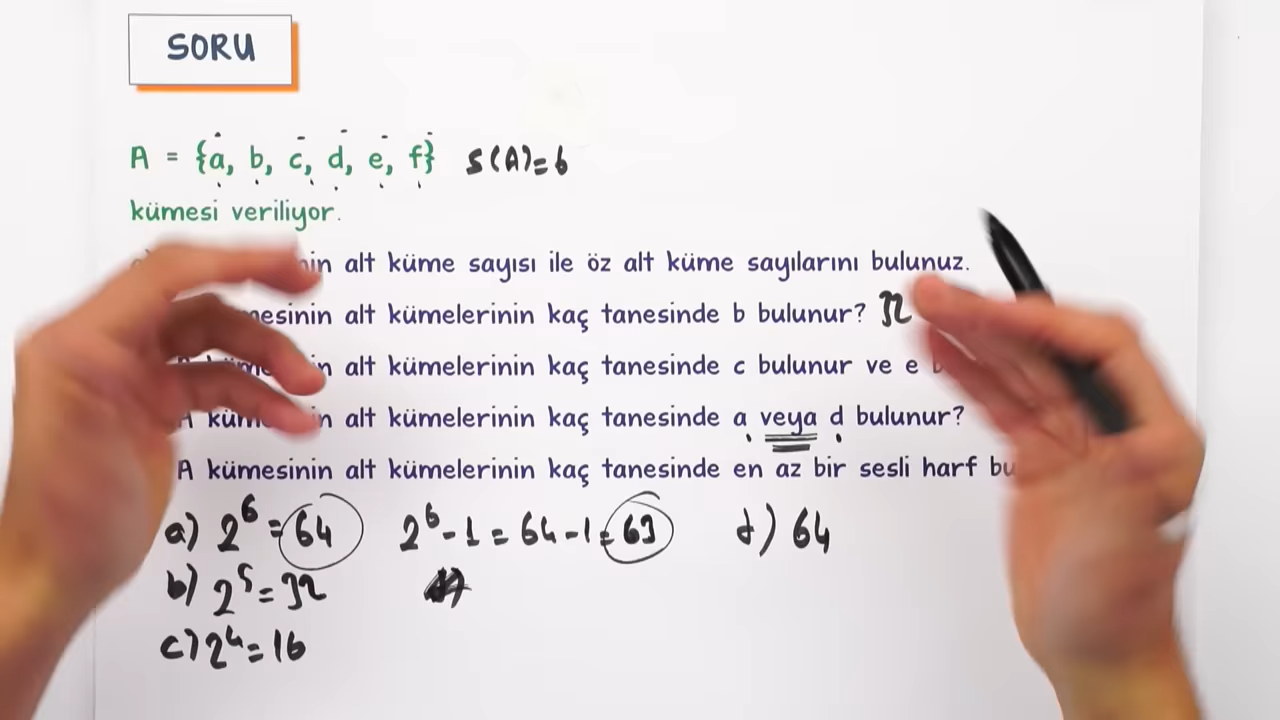 SORU
A = {a, b, c, d, e, f} S(A)=6
kümesi veriliyor.
alt küme sayısı ile öz alt küme sayılarını bulunuz.
alt kümelerinin kaç tanesinde b bulunur? 32
alt kümelerinin kaç tanesinde c bulunur ve e
A alt kümelerinin kaç tanesinde a veya d bulunur?
A kümesinin alt kümelerinin kaç tanesinde en az bir sesli harf
a) 2^6 = 64 2^6 - 1 = 64 - 1 = 63 d) 64
b) 2^5 = 32
c) 2^4 = 16